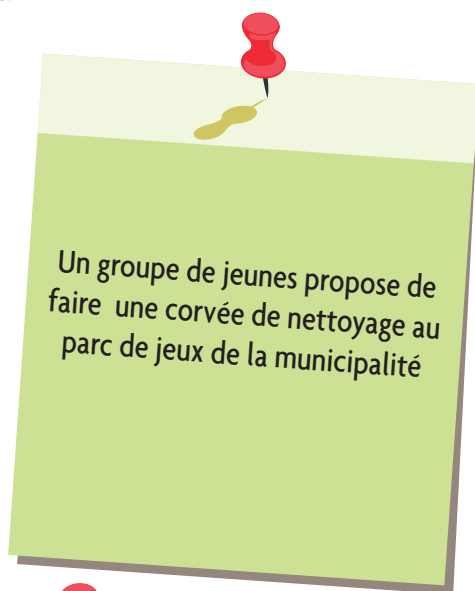 Un groupe de jeunes propose de
faire une corvée de nettoyage au
parc de jeux de la municipalité